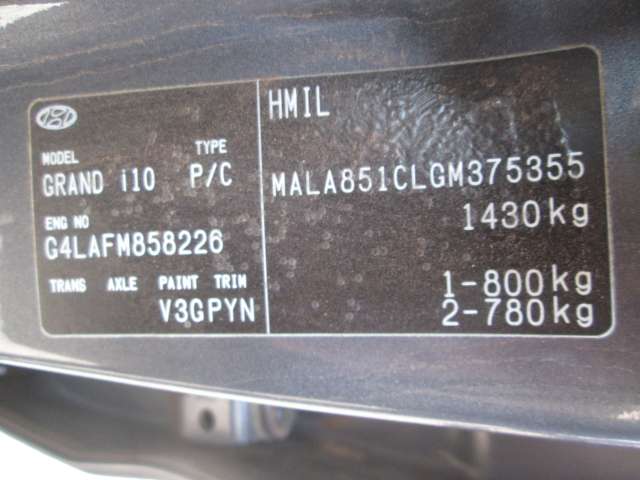 HMIL
MODEL TYPE
GRAND i10 P/C
MALA851CLGM375355
ENG NO
1430kg
G4LAFM858226
TRANS AXLE PAINT TRIM
1-800kg
V3GPYN
2-780kg